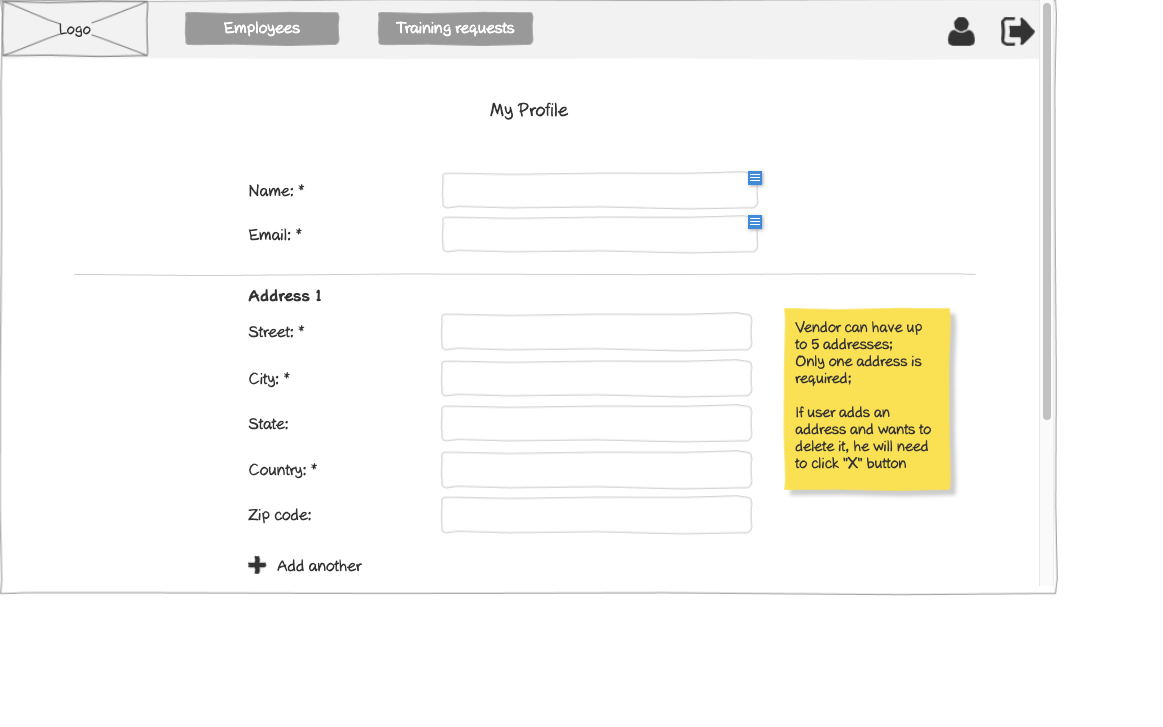 Logo
Employees
Training requests
My Profile
Name: *
Email: *
Address 1
Street: *
City: *
State:
Country: *
Zip code:
Add another
Vendor can have up
to 5 addresses;
Only one address is
required;
If user adds an
address and wants to
delete it, he will need
to click "X" button